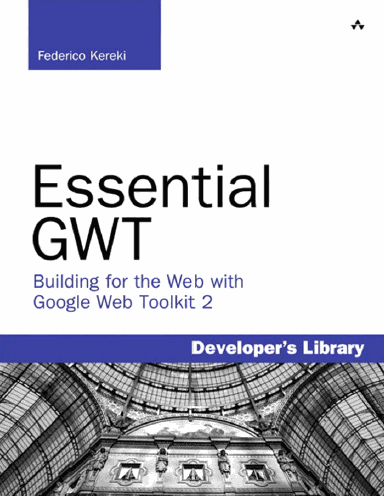 Federico Kereki
Essential
GWT
Building for the Web with
Google Web Toolkit 2
Developer's Library